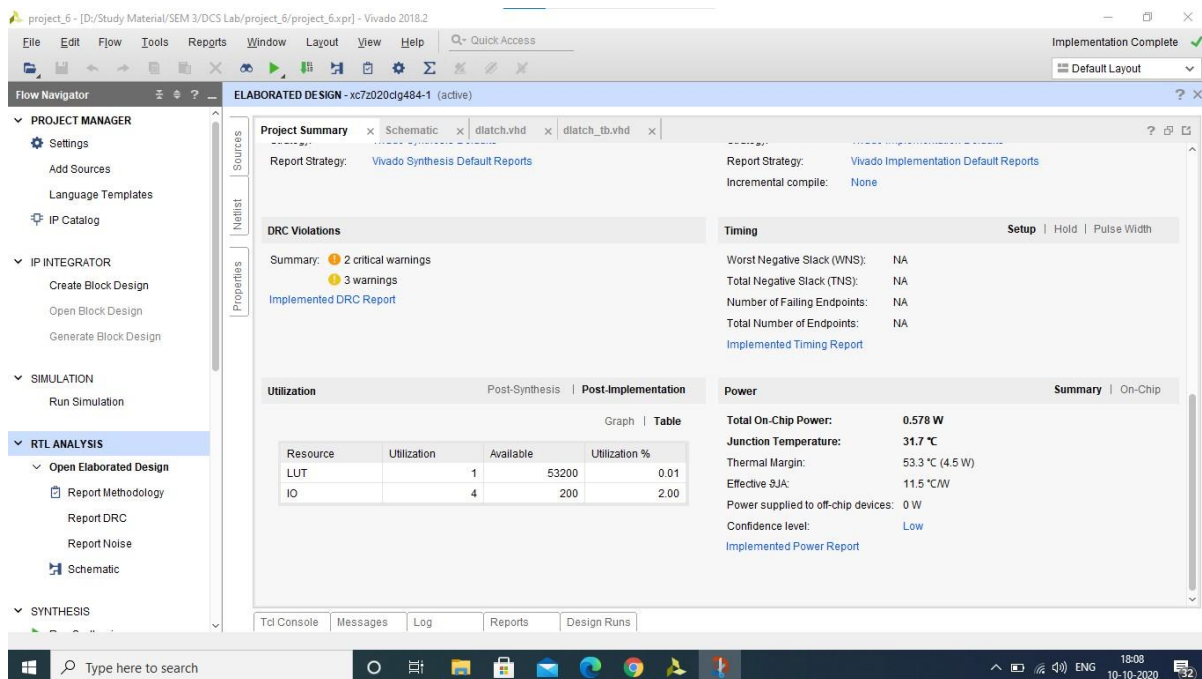 project_6 - [D:/Study Material/SEM 3/DCS Lab/project_6/project_6.xpr] - Vivado 2018.2
File Edit Flow Tools Reports Window Layout View Help Quick Access
Implementation Complete
Default Layout
Flow Navigator
PROJECT MANAGER
Settings
Add Sources
Language Templates
IP Catalog
IP INTEGRATOR
Create Block Design
Open Block Design
Generate Block Design
SIMULATION
Run Simulation
RTL ANALYSIS
Open Elaborated Design
Report Methodology
Report DRC
Report Noise
Schematic
SYNTHESIS
ELABORATED DESIGN - xc7z020clg484-1 (active)
Sources
Netlist
Properties
Project Summary Schematic dlatch.vhd dlatch_tb.vhd
Report Strategy: Vivado Synthesis Default Reports
Report Strategy: Vivado Implementation Default Reports
Incremental compile: None
DRC Violations
Summary: 2 critical warnings
3 warnings
Implemented DRC Report
Timing Setup | Hold | Pulse Width
Worst Negative Slack (WNS): NA
Total Negative Slack (TNS): NA
Number of Failing Endpoints: NA
Total Number of Endpoints: NA
Implemented Timing Report
Utilization Post-Synthesis | Post-Implementation
Graph | Table
Resource Utilization Available Utilization %
LUT 1 53200 0.01
IO 4 200 2.00
Power Summary | On-Chip
Total On-Chip Power: 0.578 W
Junction Temperature: 31.7 °C
Thermal Margin: 53.3 °C (4.5 W)
Effective ϑJA: 11.5 °C/W
Power supplied to off-chip devices: 0 W
Confidence level: Low
Implemented Power Report
Tcl Console Messages Log Reports Design Runs
Type here to search
ENG
18:08
10-10-2020
32